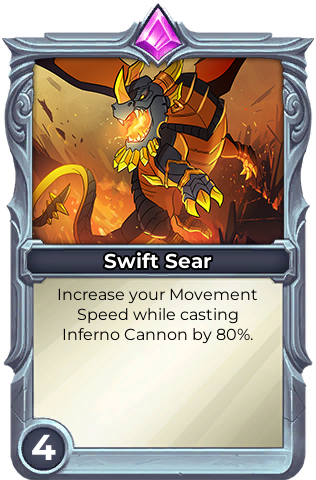 Swift Sear
Increase your Movement
Speed while casting
Inferno Cannon by 80%.
4